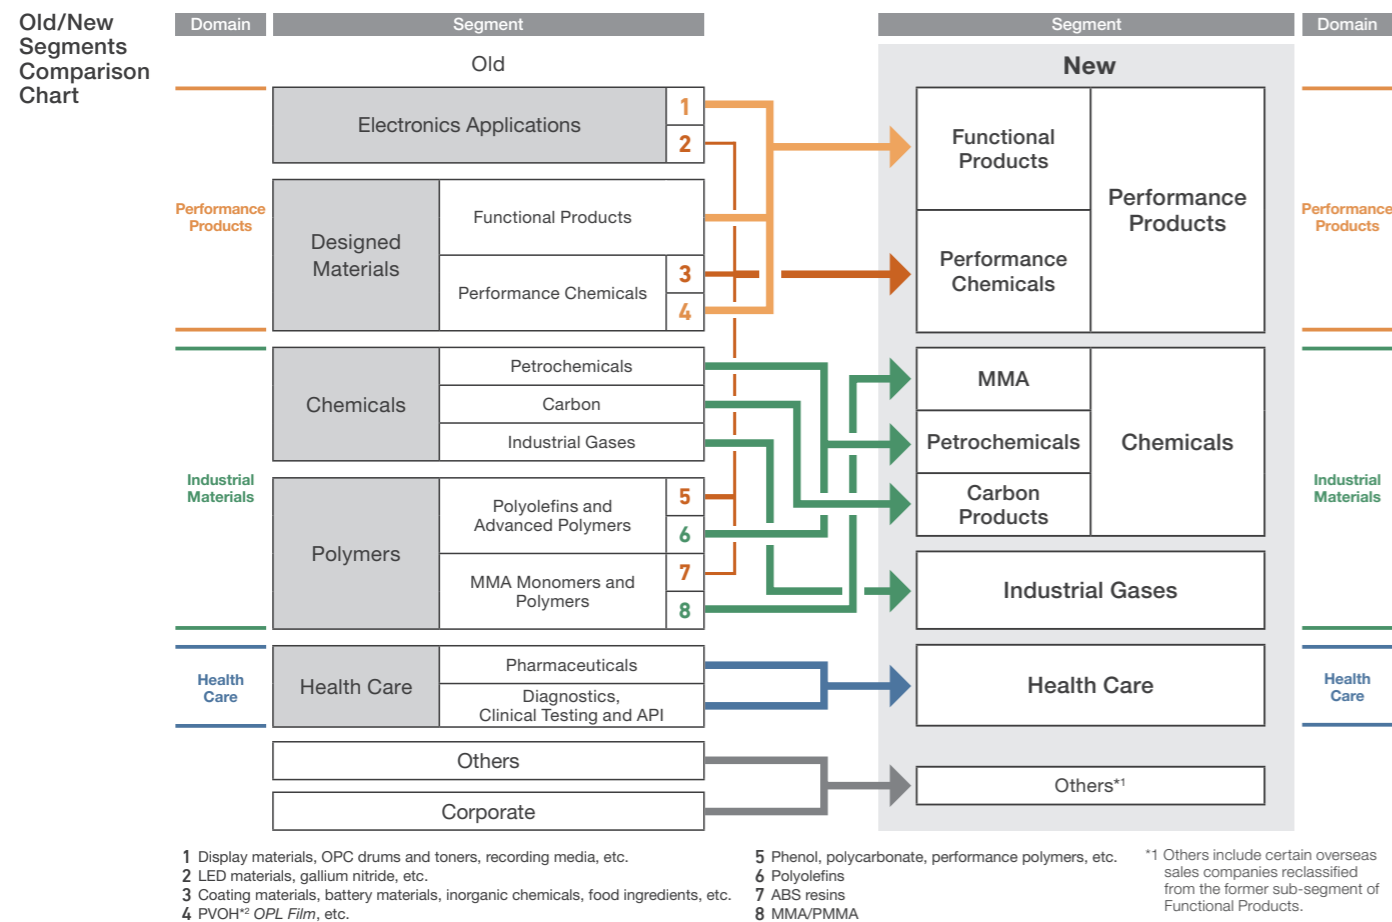 Old/New
Segments
Comparison
Chart
Domain
Segment
Segment
Domain
Old
New
Performance
Products
Electronics Applications
1
2
Designed
Materials
Functional Products
Performance Chemicals
3
4
Functional
Products
Performance
Chemicals
Performance
Products
Performance
Products
Industrial
Materials
Chemicals
Petrochemicals
Carbon
Industrial Gases
Polymers
Polyolefins and
Advanced Polymers
5
6
MMA Monomers and
Polymers
7
8
MMA
Petrochemicals
Carbon
Products
Chemicals
Industrial Gases
Industrial
Materials
Health
Care
Health Care
Pharmaceuticals
Diagnostics,
Clinical Testing and API
Health Care
Health
Care
Others
Corporate
Others*1
1 Display materials, OPC drums and toners, recording media, etc.
2 LED materials, gallium nitride, etc.
3 Coating materials, battery materials, inorganic chemicals, food ingredients, etc.
4 PVOH*2 OPL Film, etc.
5 Phenol, polycarbonate, performance polymers, etc.
6 Polyolefins
7 ABS resins
8 MMA/PMMA
*1 Others include certain overseas
sales companies reclassified
from the former sub-segment of
Functional Products.